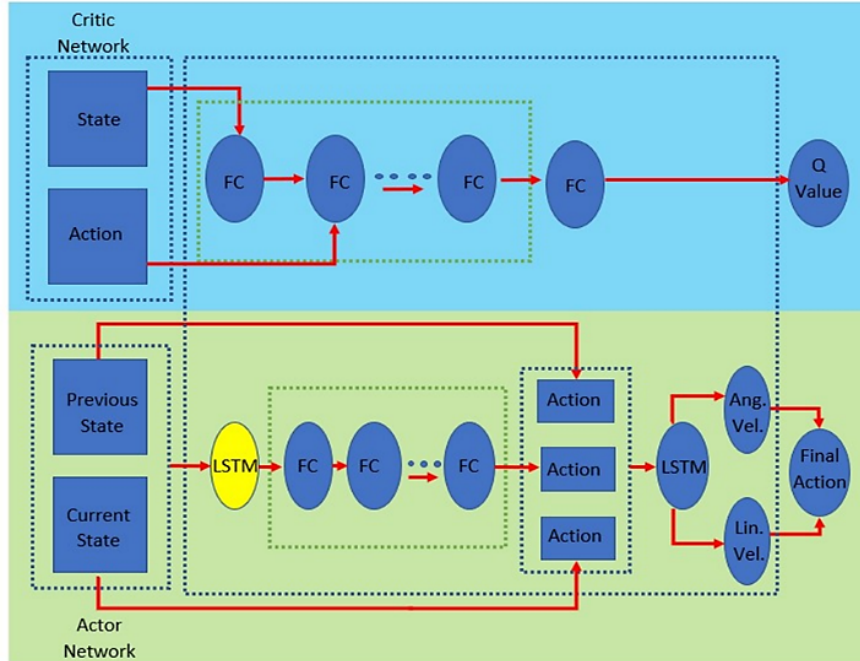 Critic
Network
State
Action
FC
FC
FC
FC
Q
Value
Previous
State
Current
State
LSTM
FC
FC
FC
Action
Action
Action
LSTM
Ang.
Vel.
Lin.
Vel.
Final
Action
Actor
Network